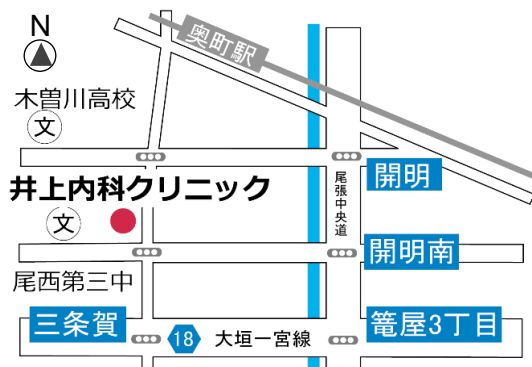 N
奥町駅
木曽川高校
文
開明
井上内科クリニック
尾張中央道
文
開明南
尾西第三中
三条賀
18
大垣一宮線
篭屋3丁目